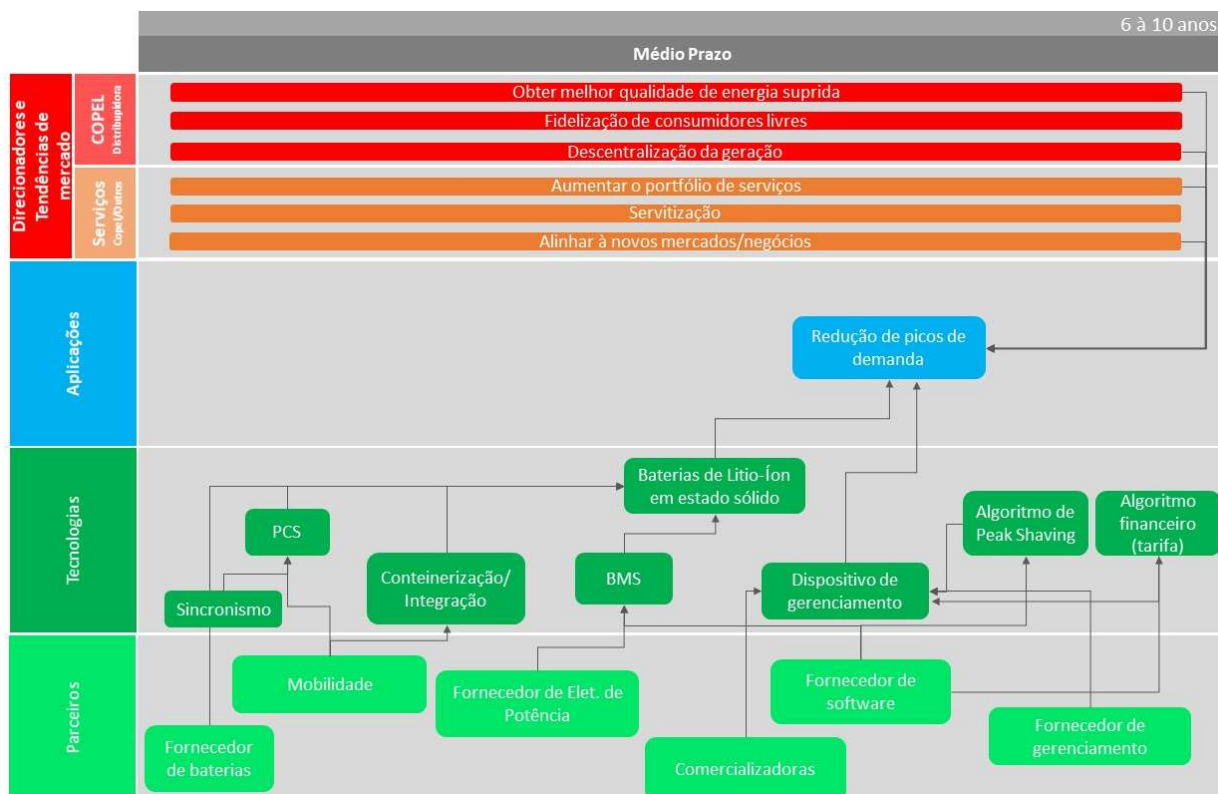 6 à 10 anos
Médio Prazo
Direcionadores e
Tendências de
mercado
COPEL
Distribupidora
Obter melhor qualidade de energia suprida
Fidelização de consumidores livres
Descentralização da geração
Serviços
Copel/Outros
Aumentar o portfólio de serviços
Servitização
Alinhar à novos mercados/negócios
Aplicações
Redução de picos de
demanda
Tecnologias
Baterias de Litio-Íon
em estado sólido
PCS
Algoritmo de
Peak Shaving
Algoritmo
financeiro
(tarifa)
Conteinerização/
Integração
BMS
Dispositivo de
gerenciamento
Sincronismo
Parceiros
Mobilidade
Fornecedor de Elet. de
Potência
Fornecedor de
software
Fornecedor
de baterias
Comercializadoras
Fornecedor de
gerenciamento